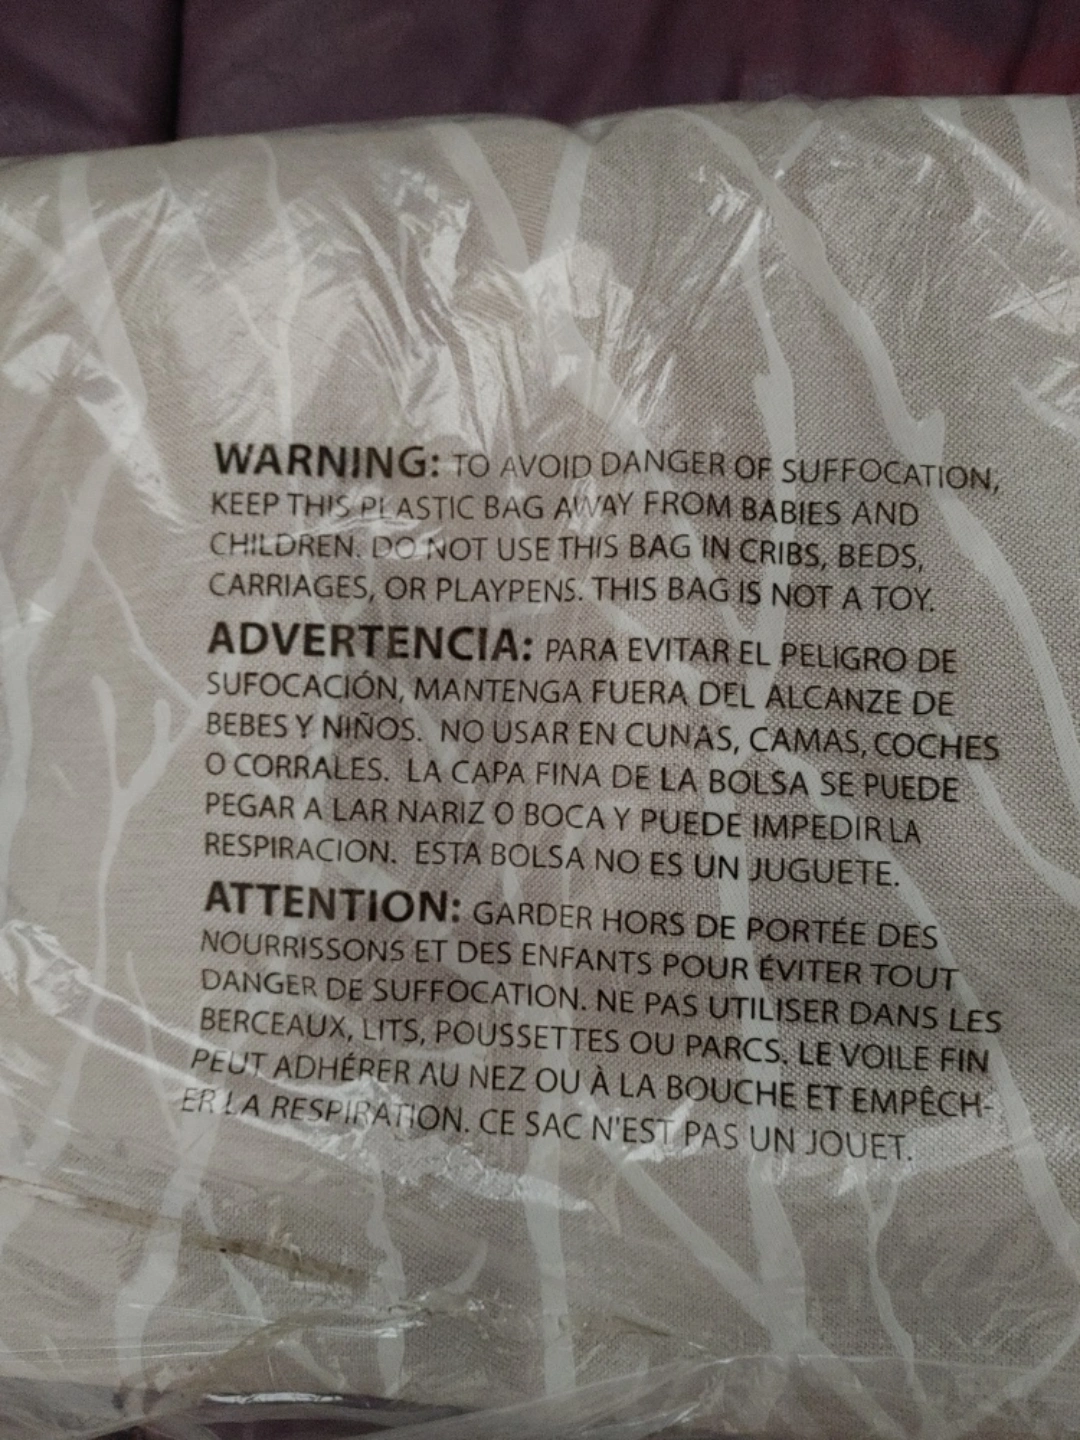 WARNING: TO AVOID DANGER OF SUFFOCATION,
KEEP THIS PLASTIC BAG AWAY FROM BABIES AND
CHILDREN. DO NOT USE THIS BAG IN CRIBS, BEDS,
CARRIAGES, OR PLAYPENS. THIS BAG IS NOT A TOY.
ADVERTENCIA: PARA EVITAR EL PELIGRO DE
SUFOCACIÓN, MANTENGA FUERA DEL ALCANZE DE
BEBES Y NIÑOS. NO USAR EN CUNAS, CAMAS, COCHES
O CORRALES. LA CAPA FINA DE LA BOLSA SE PUEDE
PEGAR A LAR NARIZ O BOCA Y PUEDE IMPEDIR LA
RESPIRACION. ESTA BOLSA NO ES UN JUGUETE.
ATTENTION: GARDER HORS DE PORTÉE DES
NOURRISSONS ET DES ENFANTS POUR ÉVITER TOUT
DANGER DE SUFFOCATION. NE PAS UTILISER DANS LES
BERCEAUX, LITS, POUSSETTES OU PARCS. LE VOILE FIN
PEUT ADHÉRER AU NEZ OU À LA BOUCHE ET EMPÊCH-
ER LA RESPIRATION. CE SAC N'EST PAS UN JOUET.